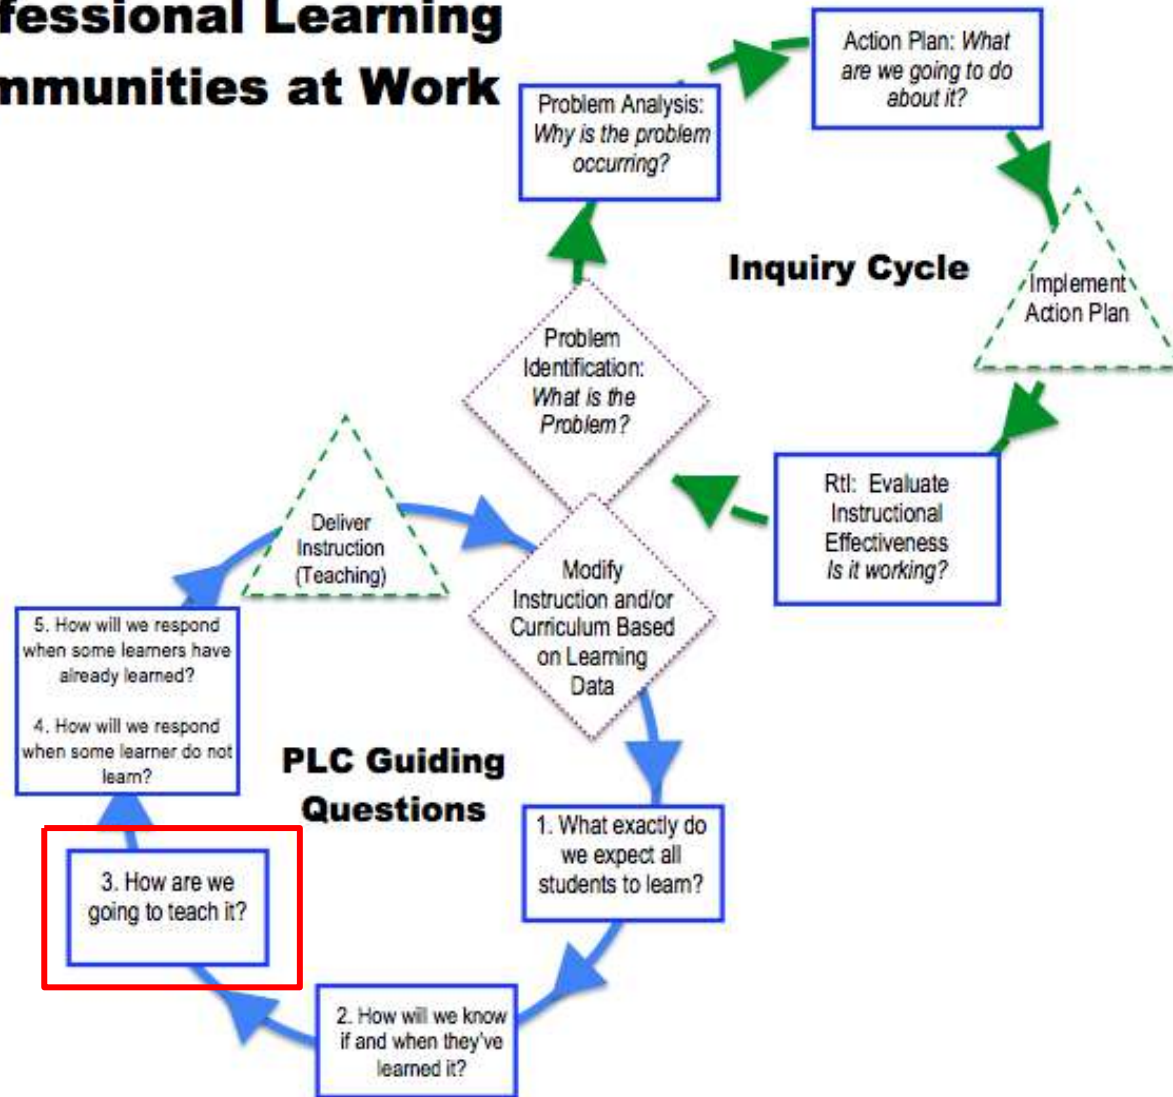 fessional Learning
mmunities at Work
Problem Analysis:
Why is the problem
occurring?
Action Plan: What
are we going to do
about it?
Inquiry Cycle
Implement
Action Plan
Problem
Identification:
What is the
Problem?
RtI: Evaluate
Instructional
Effectiveness
Is it working?
Deliver
Instruction
(Teaching)
Modify
Instruction and/or
Curriculum Based
on Learning
Data
5. How will we respond
when some learners have
already learned?
4. How will we respond
when some learner do not
learn?
PLC Guiding
Questions
1. What exactly do
we expect all
students to learn?
3. How are we
going to teach it?
2. How will we know
if and when they've
learned it?